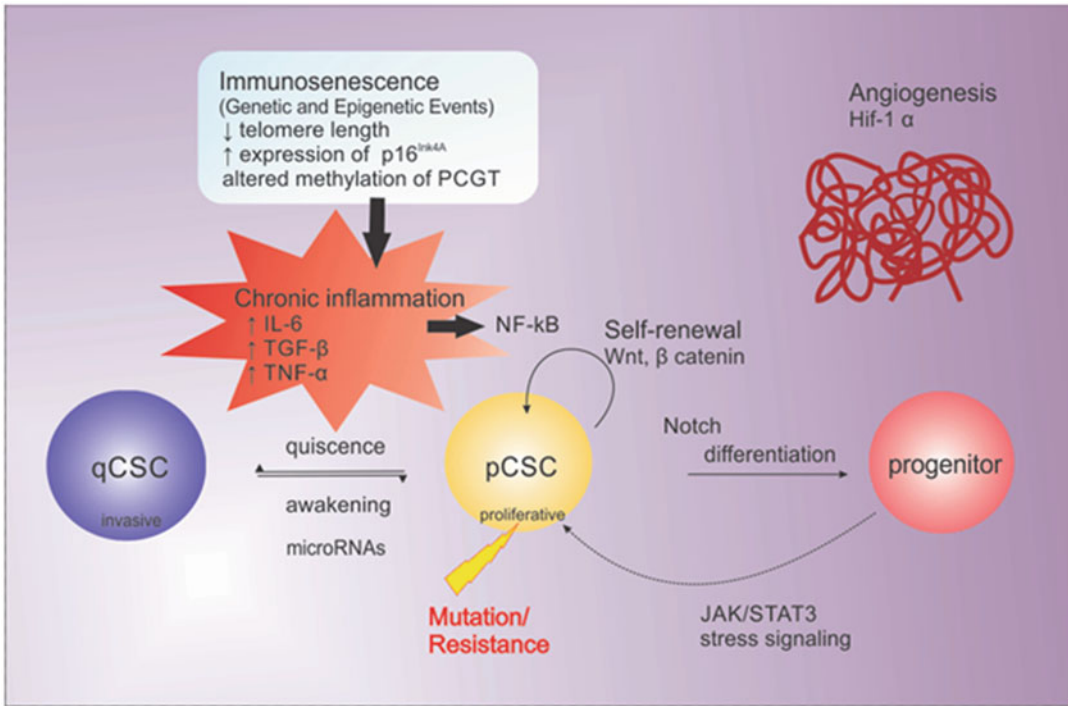 Immunosenescence
(Genetic and Epigenetic Events)
↓ telomere length
↑ expression of p16Ink4A
altered methylation of PCGT
Angiogenesis
Hif-1 α
Chronic inflammation
↑ IL-6
↑ TGF-β
↑ TNF-α
NF-kB
Self-renewal
Wnt, β catenin
qCSC
invasive
quiscence
awakening
microRNAs
pCSC
proliferative
Notch
differentiation
progenitor
Mutation/
Resistance
JAK/STAT3
stress signaling